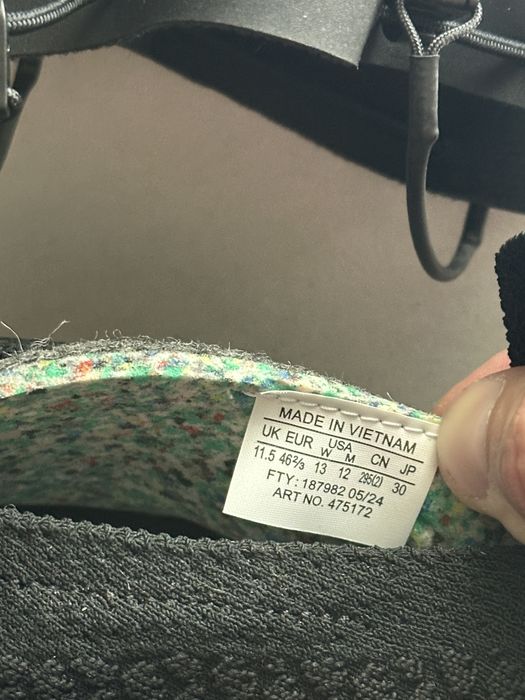 MADE IN VIETNAM
UK EUR USA W M CN JP
11.5 46⅔ 13 12 295(2) 30
FTY: 187982 05/24
ART NO. 475172